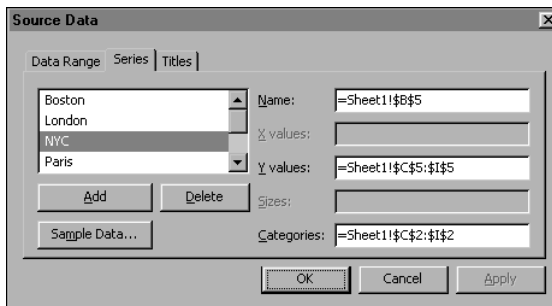 Source Data
Data Range Series Titles
Boston
London
NYC
Paris
Add Delete
Sample Data...
Name: =Sheet1!$B$5
X values:
Y values: =Sheet1!$C$5:$I$5
Sizes:
Categories: =Sheet1!$C$2:$I$2
OK Cancel Apply